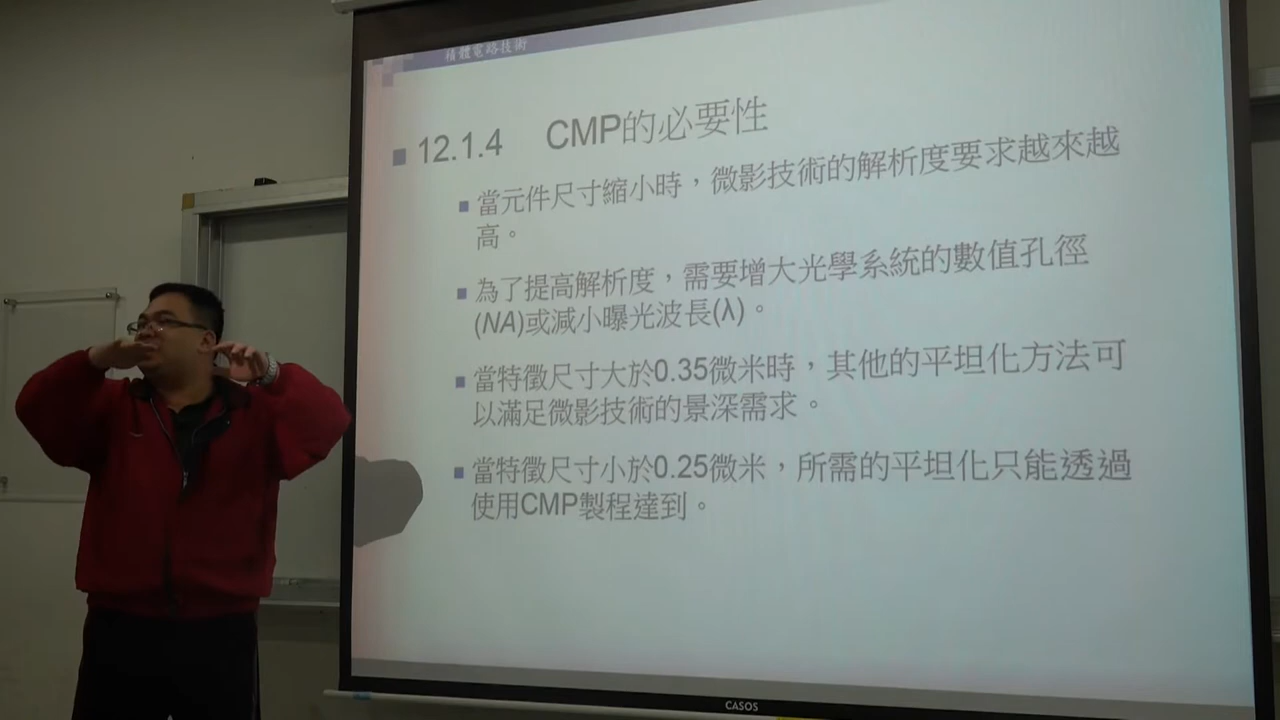 積體電路技術
12.1.4 CMP的必要性
當元件尺寸縮小時，微影技術的解析度要求越來越
高。
為了提高解析度，需要增大光學系統的數值孔徑
(NA)或減小曝光波長(λ)。
當特徵尺寸大於0.35微米時，其他的平坦化方法可
以滿足微影技術的景深需求。
當特徵尺寸小於0.25微米，所需的平坦化只能透過
使用CMP製程達到。
CASOS